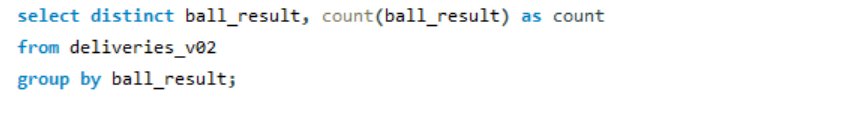 select distinct ball_result, count(ball_result) as count
from deliveries_v02
group by ball_result;